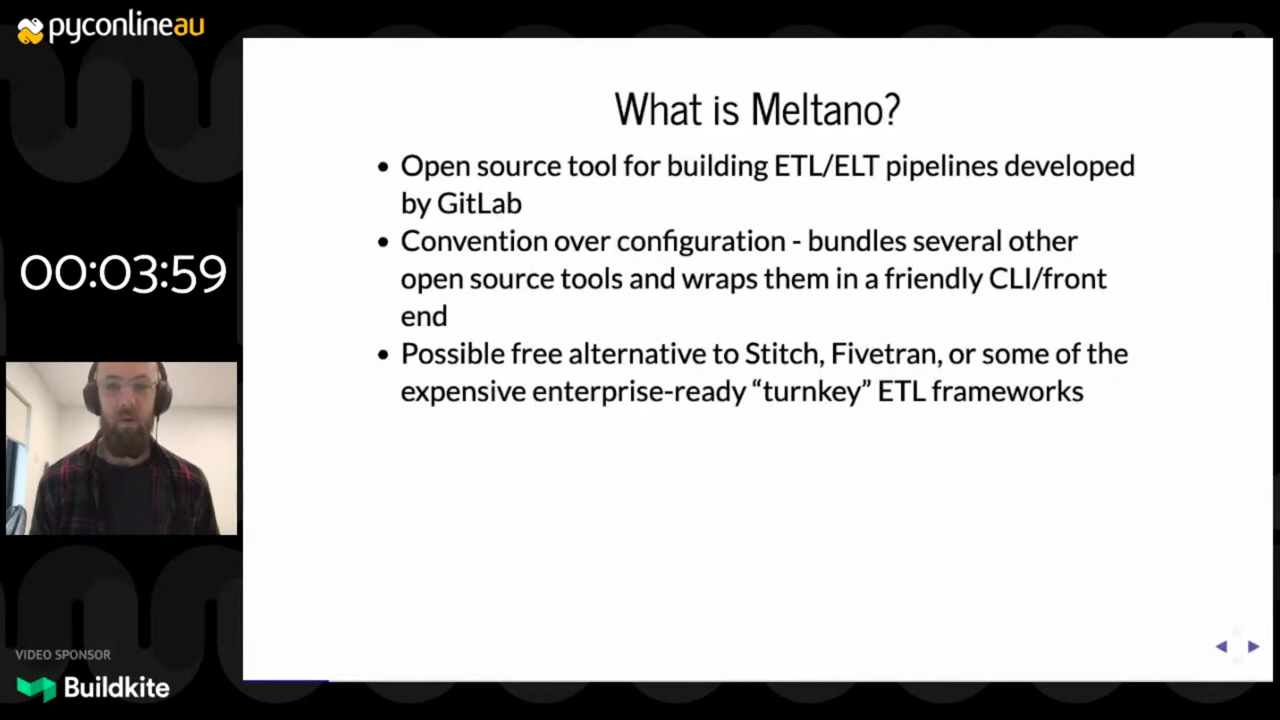 pyconlineau
What is Meltano?
• Open source tool for building ETL/ELT pipelines developed
by GitLab
• Convention over configuration - bundles several other
open source tools and wraps them in a friendly CLI/front
end
• Possible free alternative to Stitch, Fivetran, or some of the
expensive enterprise-ready “turnkey” ETL frameworks
00:03:59
VIDEO SPONSOR
Buildkite